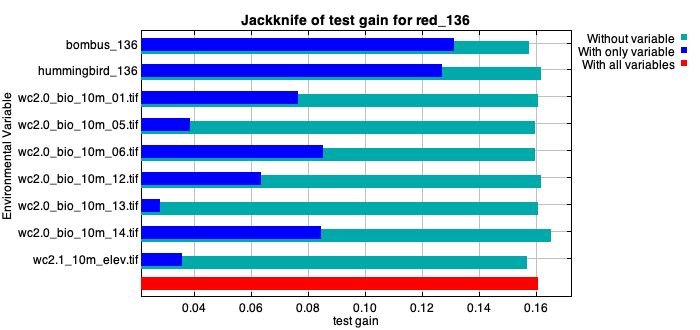 Jackknife of test gain for red_136
Environmental Variable
bombus_136
hummingbird_136
wc2.0_bio_10m_01.tif
wc2.0_bio_10m_05.tif
wc2.0_bio_10m_06.tif
wc2.0_bio_10m_12.tif
wc2.0_bio_10m_13.tif
wc2.0_bio_10m_14.tif
wc2.1_10m_elev.tif
0.04 0.06 0.08 0.10 0.12 0.14 0.16
test gain
Without variable
With only variable
With all variables